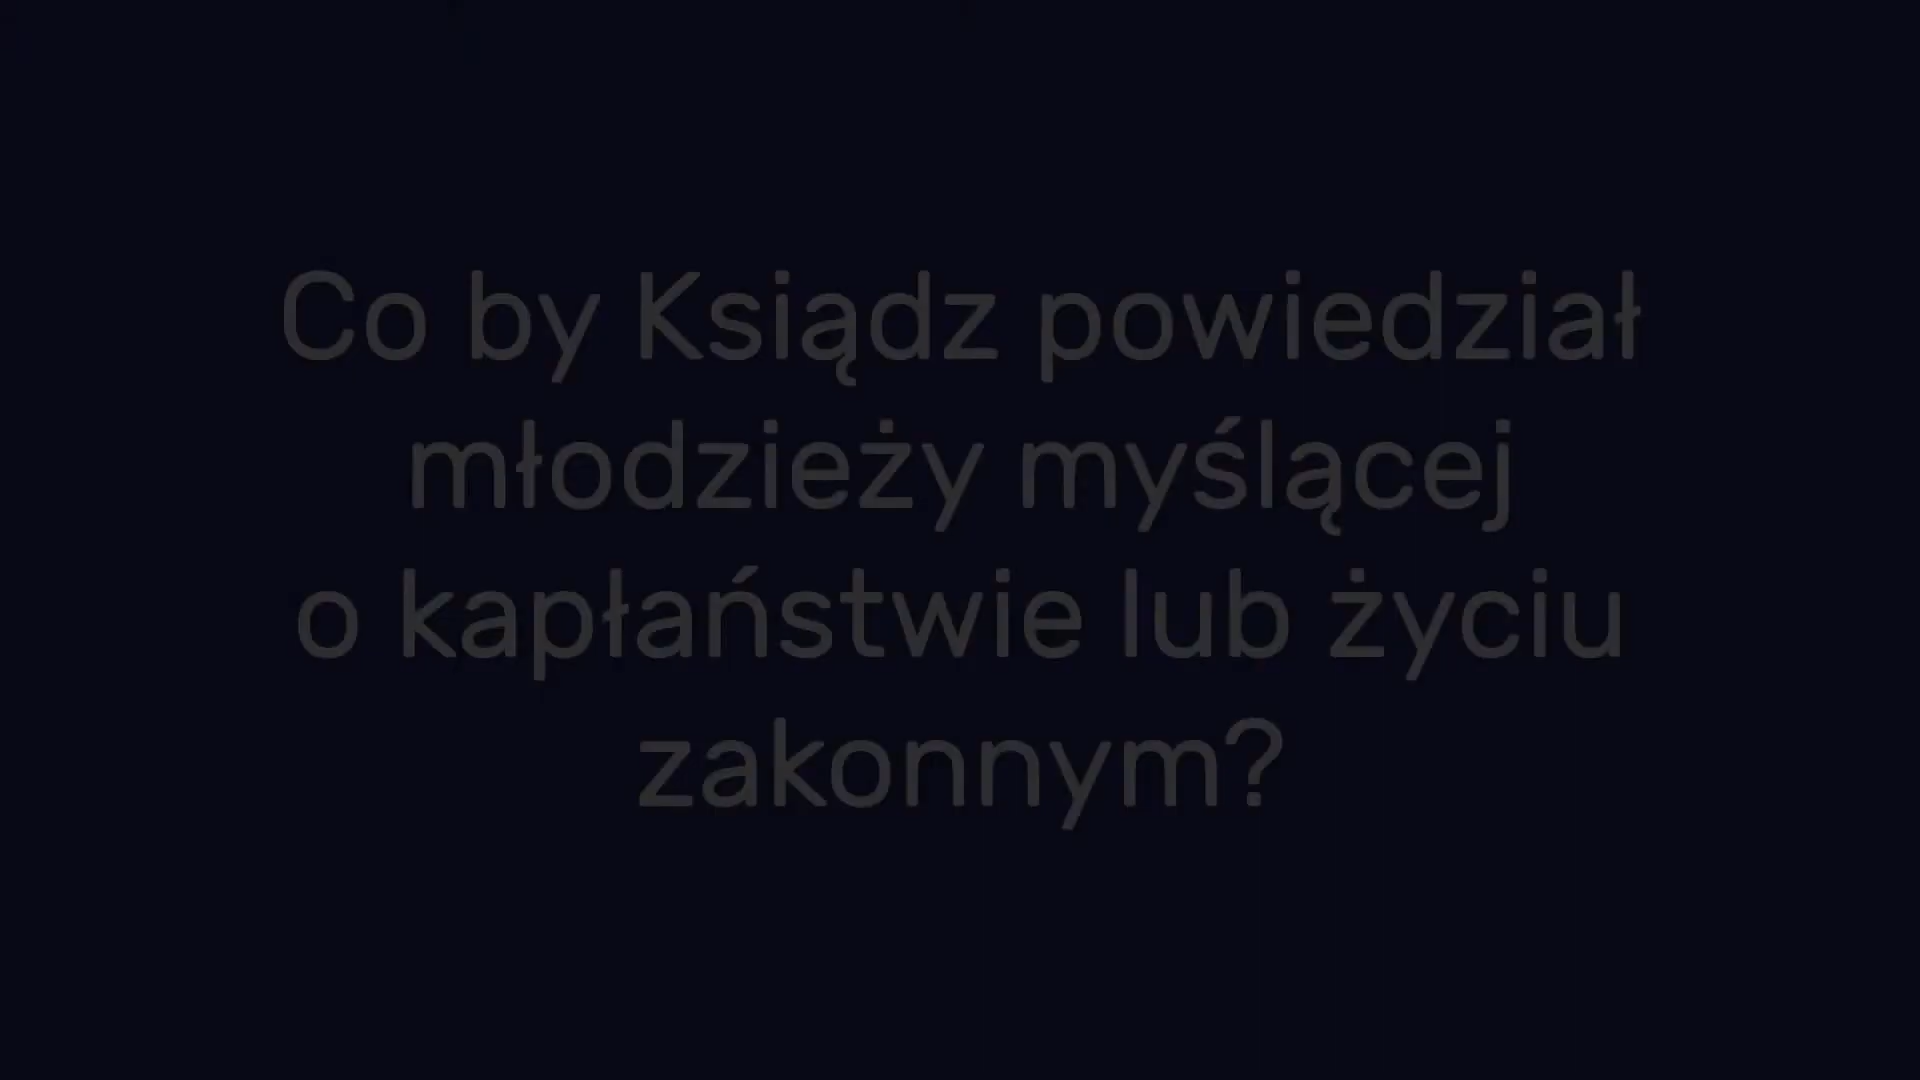 Co by Ksiądz powiedział
młodzieży myślącej
o kapłaństwie lub życiu
zakonnym?